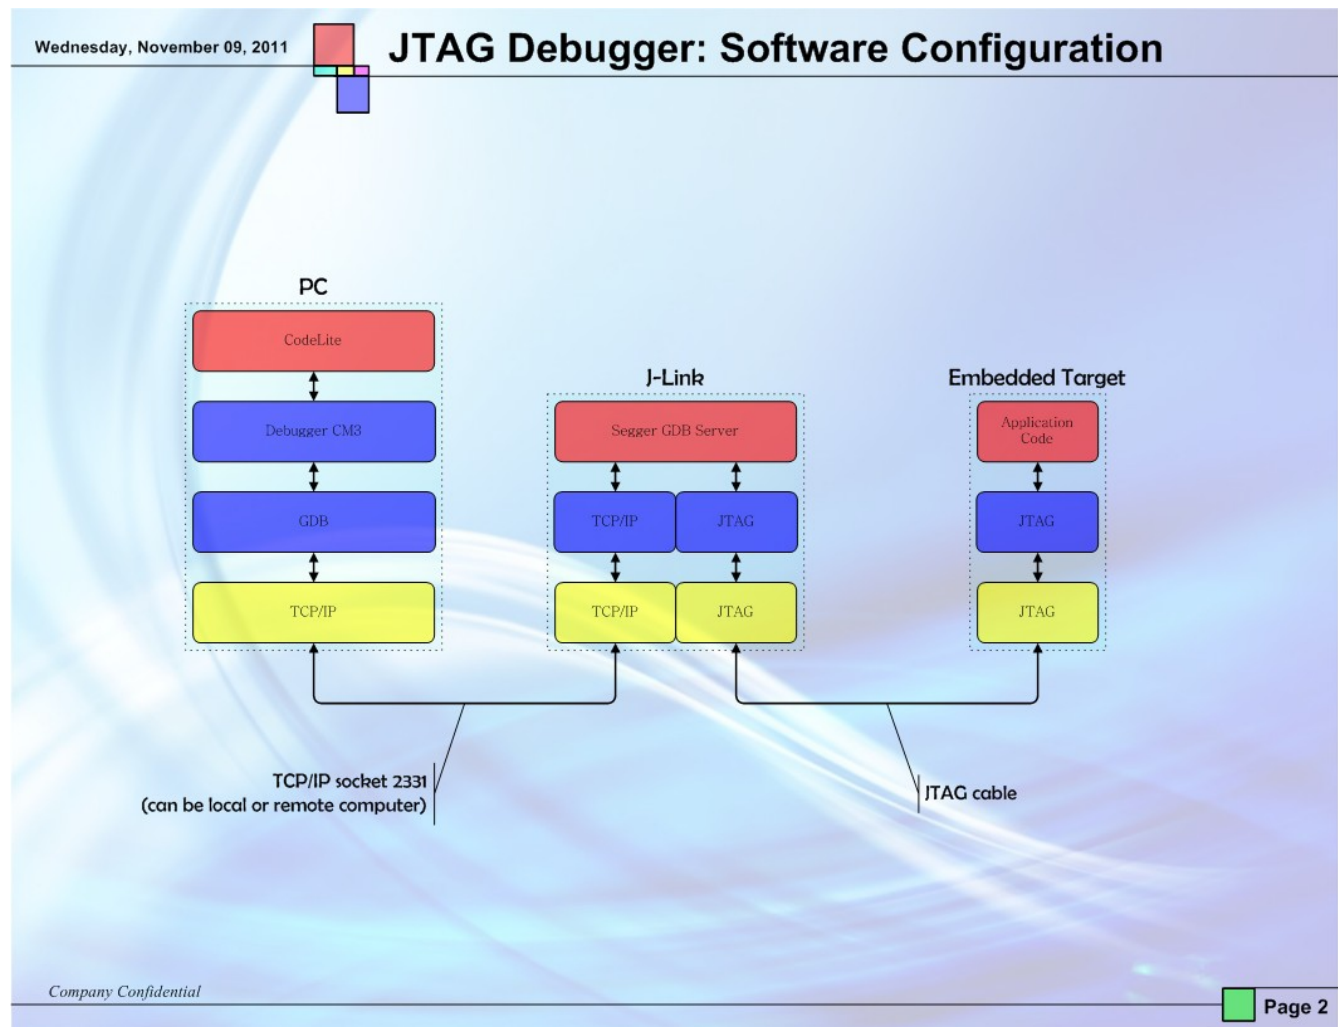 Wednesday, November 09, 2011
JTAG Debugger: Software Configuration
PC
CodeLite
Debugger CM3
GDB
TCP/IP
J-Link
Segger GDB Server
TCP/IP JTAG
TCP/IP JTAG
Embedded Target
Application
Code
JTAG
JTAG
TCP/IP socket 2331
(can be local or remote computer)
JTAG cable
Company Confidential
Page 2